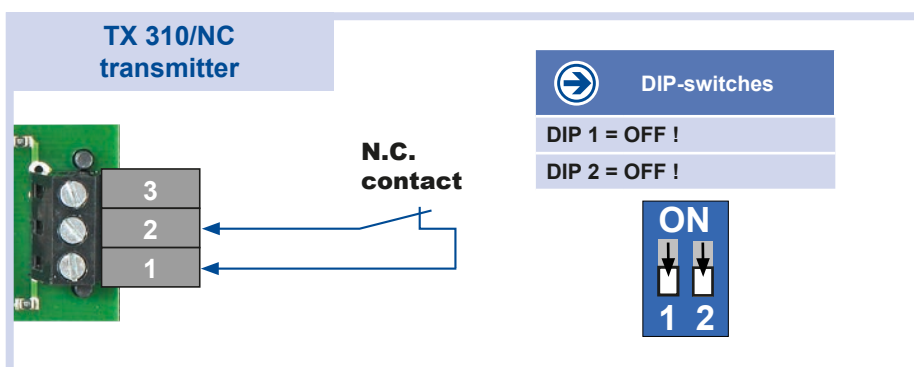 TX 310/NC
transmitter
N.C.
contact
3
2
1
DIP-switches
DIP 1 = OFF !
DIP 2 = OFF !
ON
1 2